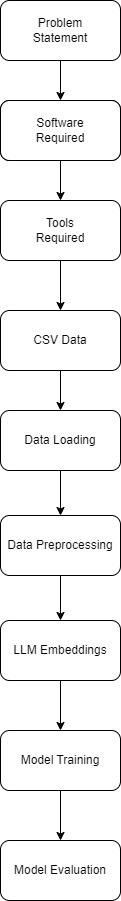 Problem
Statement
Software
Required
Tools
Required
CSV Data
Data Loading
Data Preprocessing
LLM Embeddings
Model Training
Model Evaluation